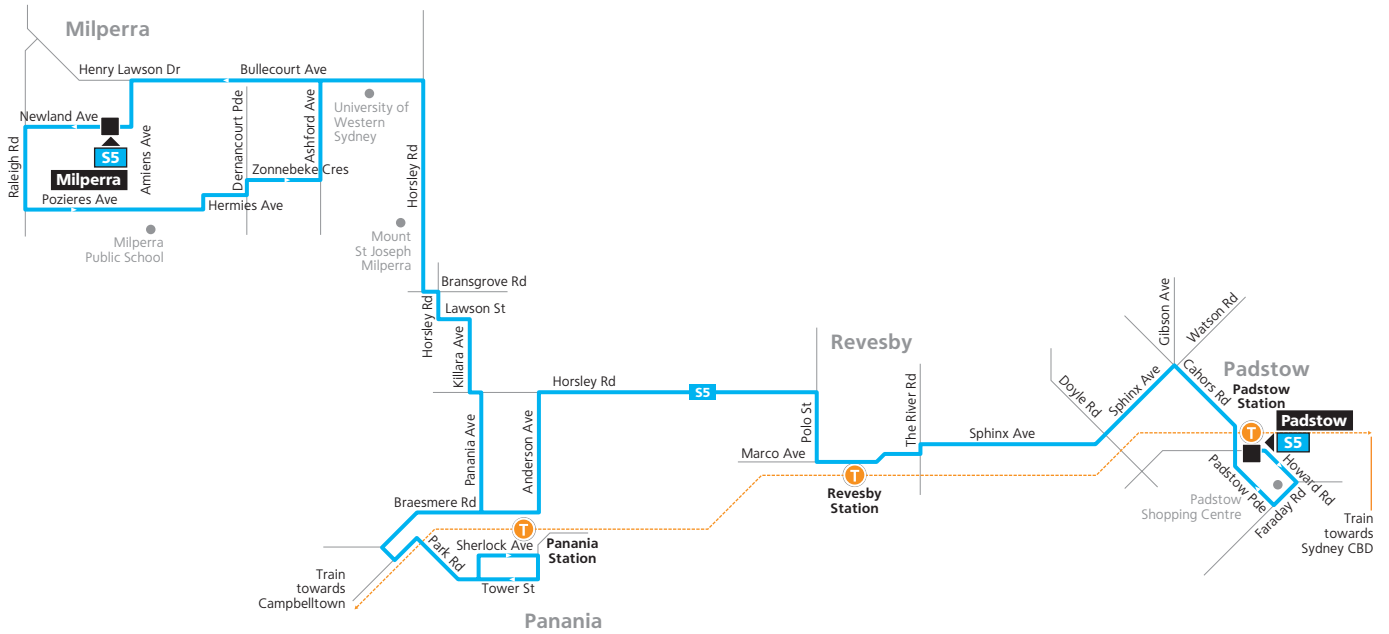 Milperra
Henry Lawson Dr
Bullecourt Ave
University of
Western
Sydney
Newland Ave
Raleigh Rd
Amiens Ave
Dernancourt Pde
Ashford Ave
Horsley Rd
S5
Milperra
Zonnebeke Cres
Pozieres Ave
Hermies Ave
Milperra
Public School
Mount
St Joseph
Milperra
Bransgrove Rd
Horsley Rd
Lawson St
Killara Ave
Revesby
Gibson Ave
Watson Rd
Padstow
Horsley Rd
S5
Polo St
The River Rd
Doyle Rd
Sphinx Ave
Cahors Rd
Padstow
Station
Padstow
S5
T
Panania Ave
Anderson Ave
Marco Ave
Sphinx Ave
T
Revesby
Station
Padstow Pde
Howard Rd
Faraday Rd
Padstow
Shopping Centre
Train
towards
Sydney CBD
Braesmere Rd
T
Panania
Station
Park Rd
Sherlock Ave
Tower St
Train
towards
Campbelltown
Panania